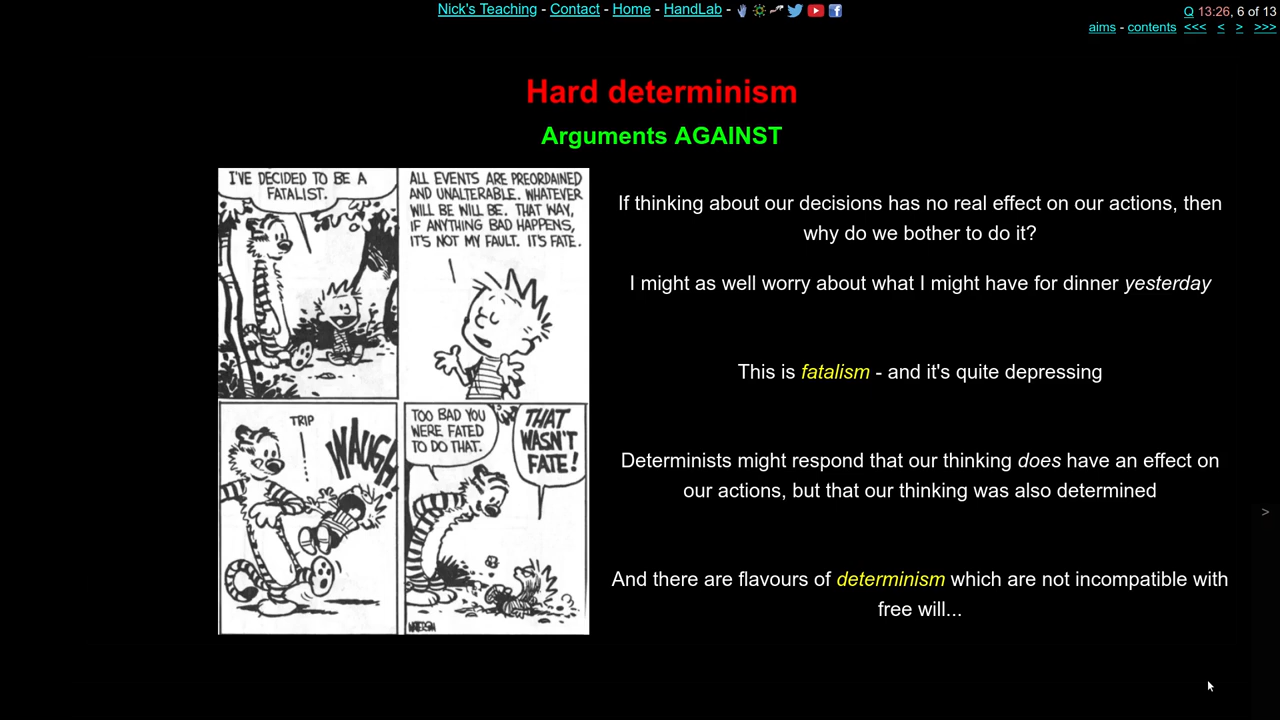 Nick's Teaching - Contact - Home - HandLab -
Q 13:26, 6 of 13
aims - contents <<< < > >>>
Hard determinism
Arguments AGAINST
I'VE DECIDED TO BE A
FATALIST.
ALL EVENTS ARE PREORDAINED
AND UNALTERABLE. WHATEVER
WILL BE WILL BE. THAT WAY,
IF ANYTHING BAD HAPPENS,
IT'S NOT MY FAULT. IT'S FATE.
TRIP
WAUGH!
TOO BAD YOU
WERE FATED
TO DO THAT.
THAT
WASN'T
FATE!
WATTERSON
If thinking about our decisions has no real effect on our actions, then
why do we bother to do it?
I might as well worry about what I might have for dinner yesterday
This is fatalism - and it's quite depressing
Determinists might respond that our thinking does have an effect on
our actions, but that our thinking was also determined
And there are flavours of determinism which are not incompatible with
free will...
>